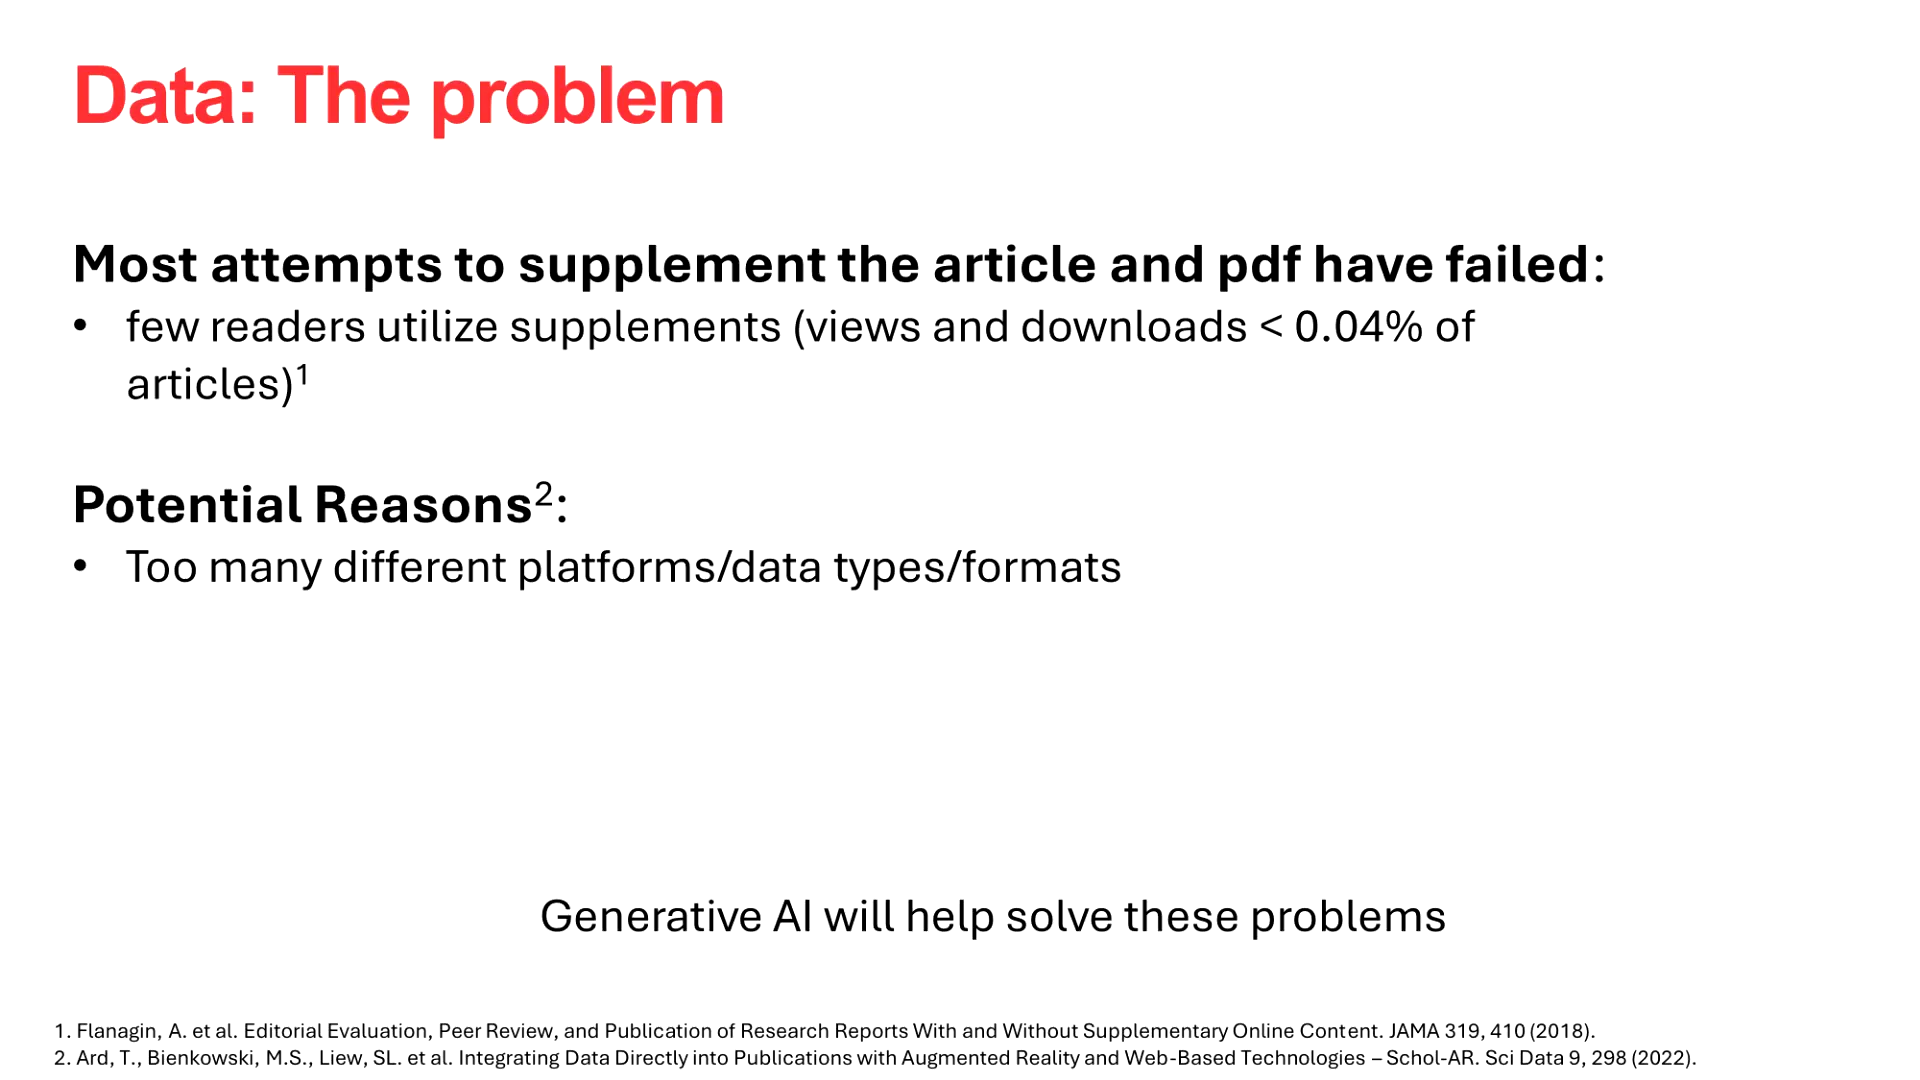 Data: The problem
Most attempts to supplement the article and pdf have failed:
• few readers utilize supplements (views and downloads < 0.04% of
articles)¹
Potential Reasons²:
• Too many different platforms/data types/formats
Generative AI will help solve these problems
1. Flanagin, A. et al. Editorial Evaluation, Peer Review, and Publication of Research Reports With and Without Supplementary Online Content. JAMA 319, 410 (2018).
2. Ard, T., Bienkowski, M.S., Liew, SL. et al. Integrating Data Directly into Publications with Augmented Reality and Web-Based Technologies – Schol-AR. Sci Data 9, 298 (2022).